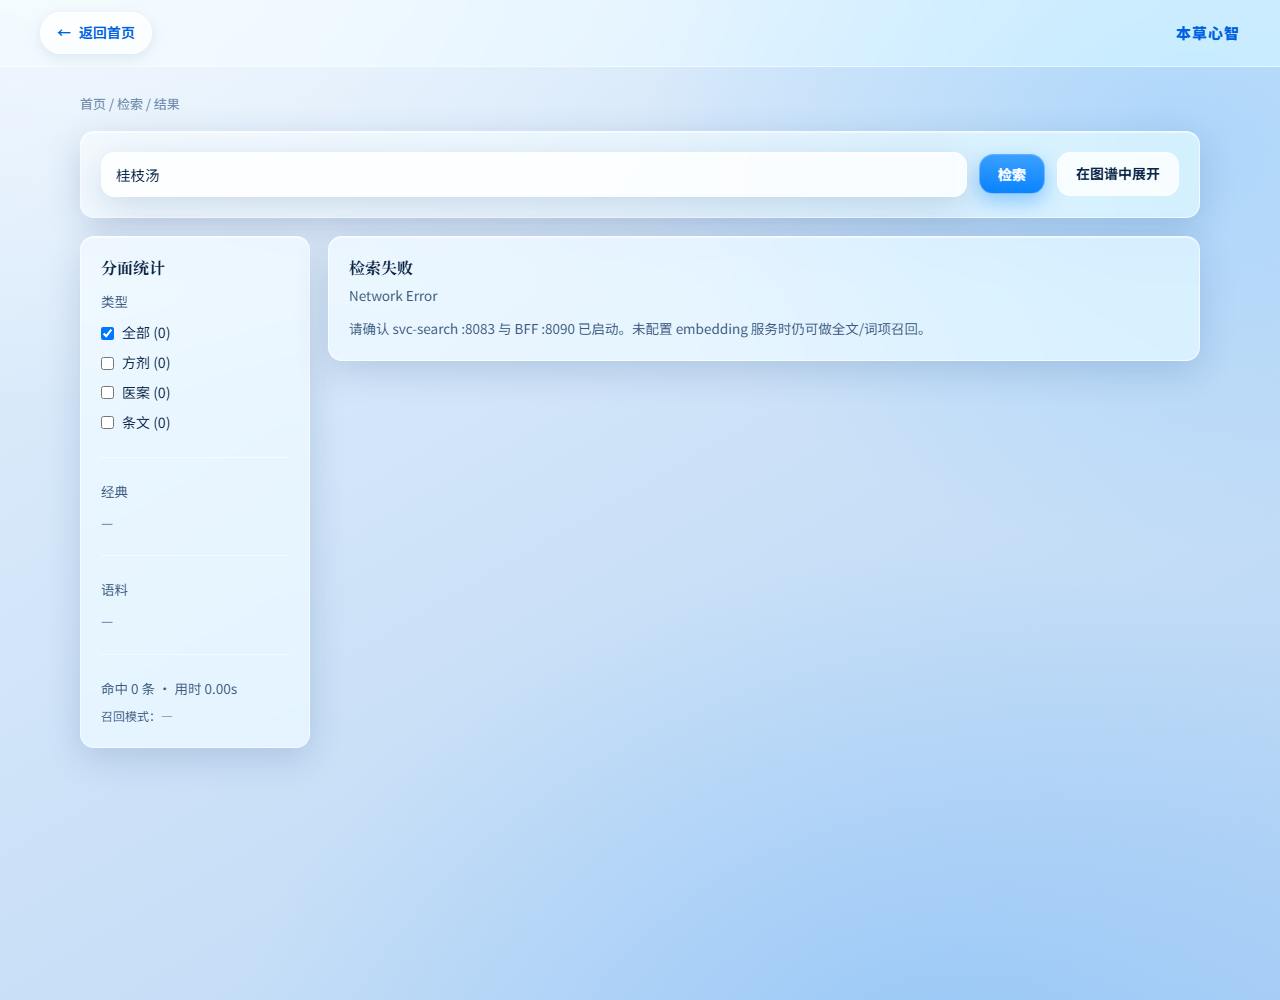 ← 返回首页
本草心智
首页 / 检索 / 结果
桂枝汤
检索
在图谱中展开
分面统计
类型
全部 (0)
方剂 (0)
医案 (0)
条文 (0)
经典
—
语料
—
命中 0 条 · 用时 0.00s
召回模式：—
检索失败
Network Error
请确认 svc-search :8083 与 BFF :8090 已启动。未配置 embedding 服务时仍可做全文/词项召回。